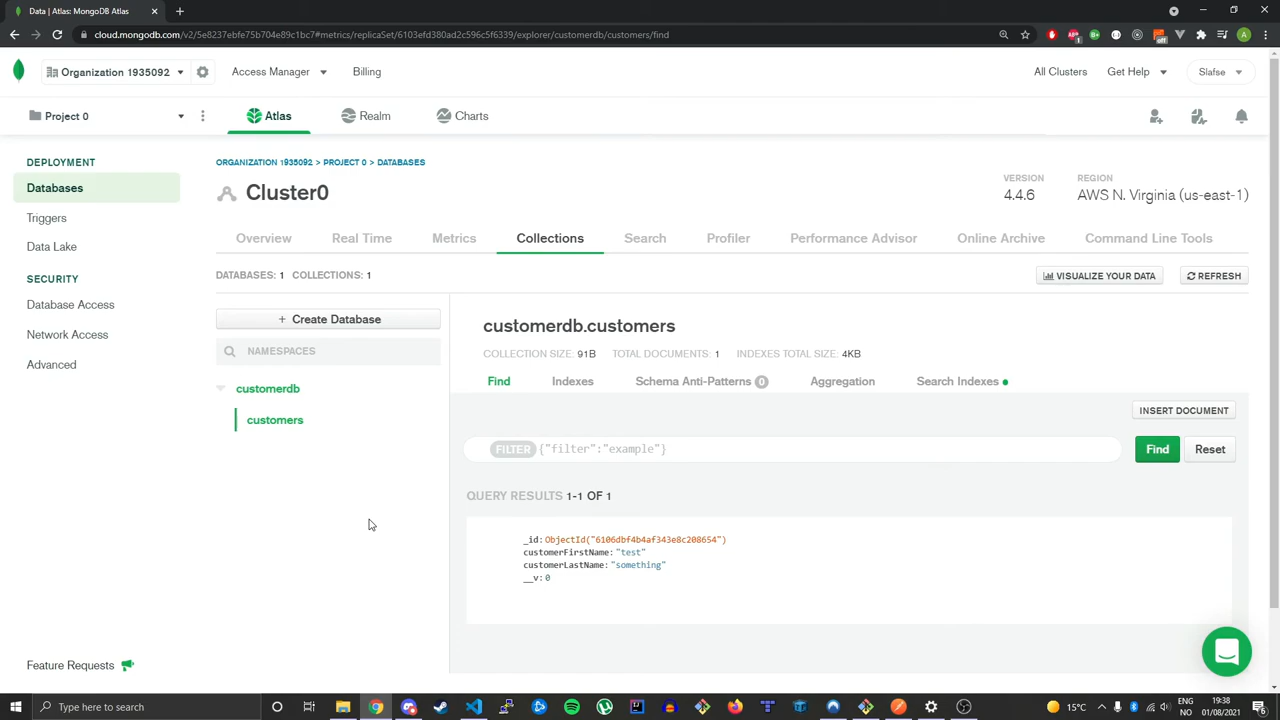 Data | Atlas: MongoDB Atlas
cloud.mongodb.com/v2/5e8237ebfe75b704e89c1bc7#metrics/replicaSet/6103efd380ad2c596c5f6339/explorer/customerdb/customers/find
Organization 1935092
Access Manager
Billing
All Clusters
Get Help
Slafse
Project 0
Atlas
Realm
Charts
DEPLOYMENT
Databases
Triggers
Data Lake
SECURITY
Database Access
Network Access
Advanced
Feature Requests
ORGANIZATION 1935092 > PROJECT 0 > DATABASES
Cluster0
VERSION
4.4.6
REGION
AWS N. Virginia (us-east-1)
Overview
Real Time
Metrics
Collections
Search
Profiler
Performance Advisor
Online Archive
Command Line Tools
DATABASES: 1 COLLECTIONS: 1
VISUALIZE YOUR DATA
REFRESH
+ Create Database
NAMESPACES
customerdb
customers
customerdb.customers
COLLECTION SIZE: 91B TOTAL DOCUMENTS: 1 INDEXES TOTAL SIZE: 4KB
Find
Indexes
Schema Anti-Patterns 0
Aggregation
Search Indexes
INSERT DOCUMENT
FILTER {"filter":"example"}
Find
Reset
QUERY RESULTS 1-1 OF 1
_id: ObjectId("6106dbf4b4af343e8c208654")
customerFirstName: "test"
customerLastName: "something"
__v: 0
Type here to search
15°C
ENG
NO
19:38
01/08/2021